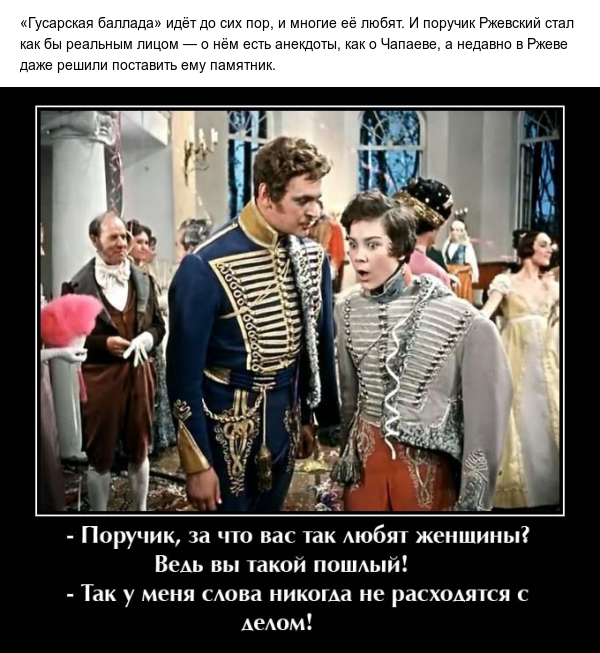 «Гусарская баллада» идёт до сих пор, и многие её любят. И поручик Ржевский стал
как бы реальным лицом — о нём есть анекдоты, как о Чапаеве, а недавно в Ржеве
даже решили поставить ему памятник.
- Поручик, за что вас так любят женщины?
Ведь вы такой пошлый!
- Так у меня слова никогда не расходятся с
делом!